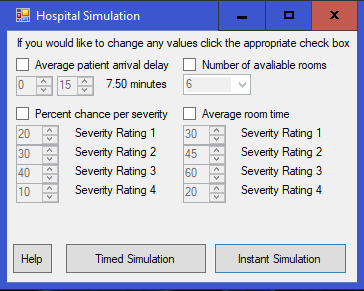 Hospital Simulation
If you would like to change any values click the appropriate check box
Average patient arrival delay
Number of avaliable rooms
0 15 7.50 minutes
6
Percent chance per severity
Average room time
20 Severity Rating 1
30 Severity Rating 1
30 Severity Rating 2
45 Severity Rating 2
40 Severity Rating 3
60 Severity Rating 3
10 Severity Rating 4
20 Severity Rating 4
Help
Timed Simulation
Instant Simulation